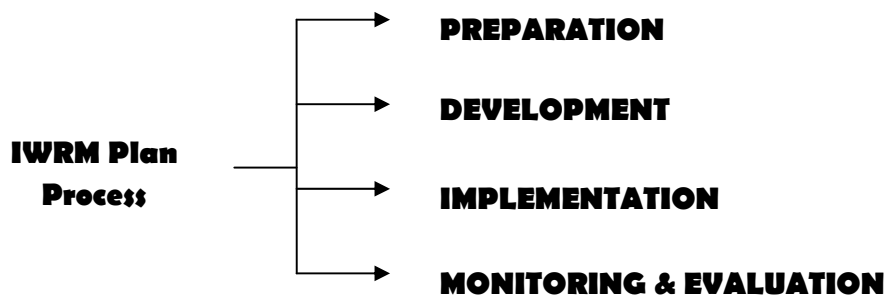 PREPARATION
DEVELOPMENT
IWRM Plan
Process
IMPLEMENTATION
MONITORING & EVALUATION